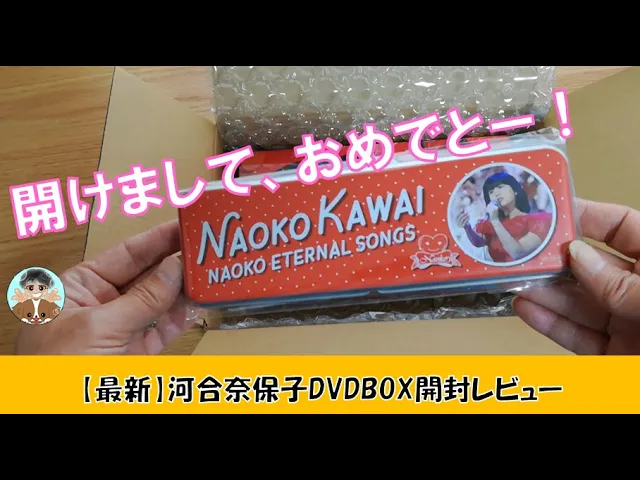 開けまして、おめでとー！
NAOKO KAWAI
NAOKO ETERNAL SONGS
Naoko
【最新】河合奈保子DVDBOX開封レビュー